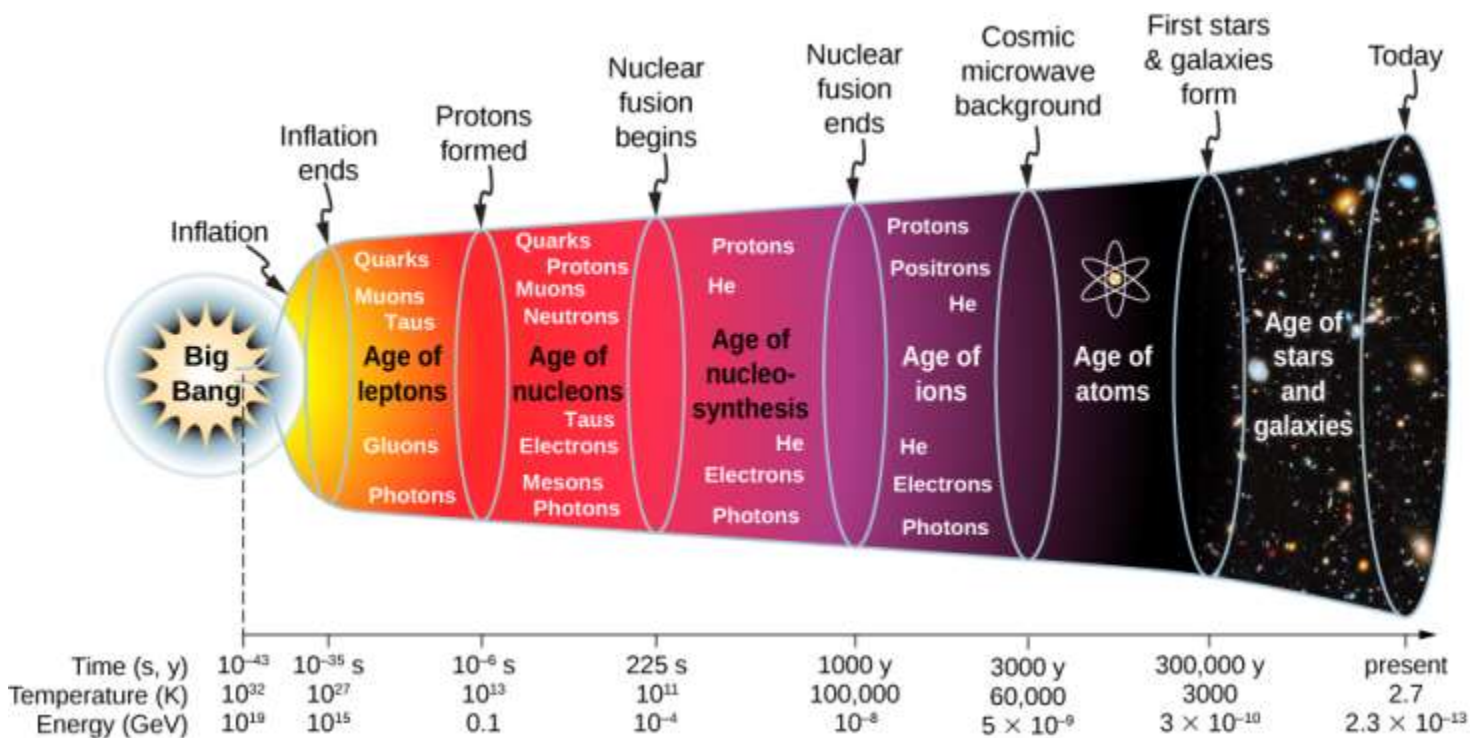 First stars
& galaxies
form
Cosmic
microwave
background
Today
Nuclear
fusion
begins
Nuclear
fusion
ends
Protons
formed
Inflation
ends
Inflation
Big
Bang
Quarks
Muons
Taus
Age of
leptons
Gluons
Photons
Quarks
Protons
Muons
Neutrons
Age of
nucleons
Taus
Electrons
Mesons
Photons
Protons
He
Age of
nucleo-
synthesis
He
Electrons
Photons
Protons
Positrons
He
Age of
ions
He
Electrons
Photons
Age of
atoms
Age of
stars
and
galaxies
Time (s, y) 10⁻⁴³ 10⁻³⁵ s 10⁻⁶ s 225 s 1000 y 3000 y 300,000 y present
Temperature (K) 10³² 10²⁷ 10¹³ 10¹¹ 100,000 60,000 3000 2.7
Energy (GeV) 10¹⁹ 10¹⁵ 0.1 10⁻⁴ 10⁻⁸ 5 × 10⁻⁹ 3 × 10⁻¹⁰ 2.3 × 10⁻¹³